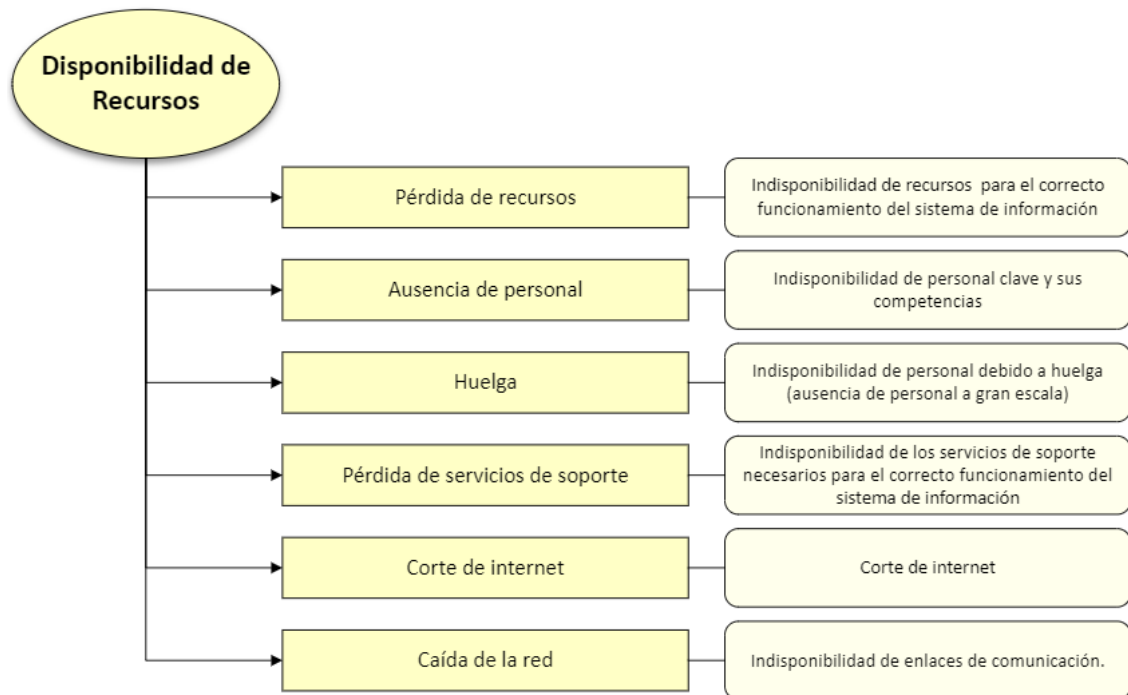 Disponibilidad de
Recursos
Pérdida de recursos
Indisponibilidad de recursos para el correcto
funcionamiento del sistema de información
Ausencia de personal
Indisponibilidad de personal clave y sus
competencias
Huelga
Indisponibilidad de personal debido a huelga
(ausencia de personal a gran escala)
Pérdida de servicios de soporte
Indisponibilidad de los servicios de soporte
necesarios para el correcto funcionamiento del
sistema de información
Corte de internet
Corte de internet
Caída de la red
Indisponibilidad de enlaces de comunicación.